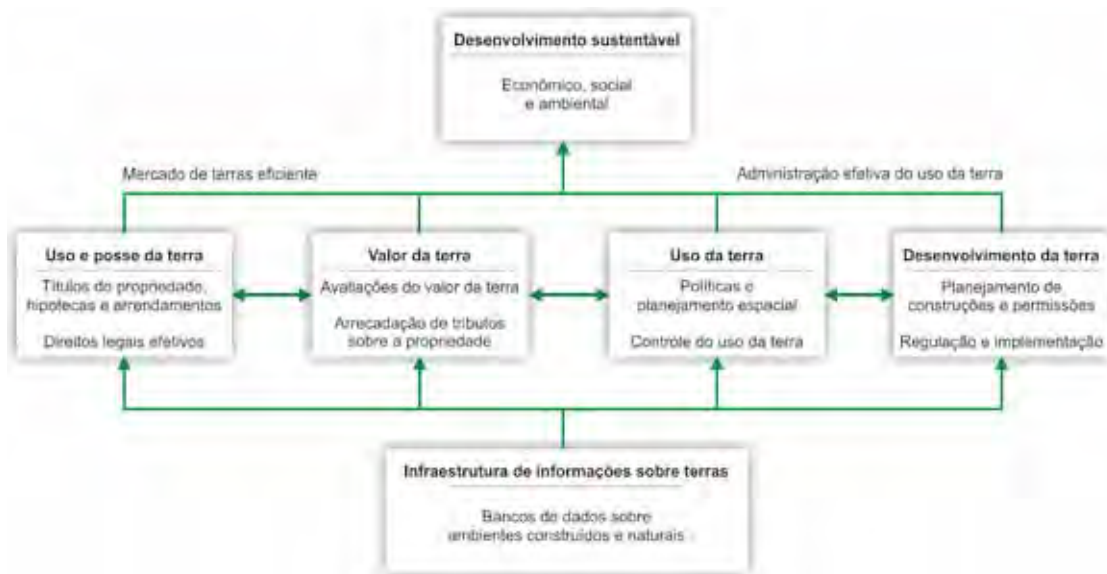 Desenvolvimento sustentável
Econômico, social
e ambiental
Mercado de terras eficiente
Administração efetiva do uso da terra
Uso e posse da terra
Títulos de propriedade,
hipotecas e arrendamentos
Direitos legais efetivos
Valor da terra
Avaliações do valor da terra
Arrecadação de tributos
sobre a propriedade
Uso da terra
Políticas e
planejamento espacial
Controle do uso da terra
Desenvolvimento da terra
Planejamento de
construções e permissões
Regulação e implementação
Infraestrutura de informações sobre terras
Bancos de dados sobre
ambientes construídos e naturais